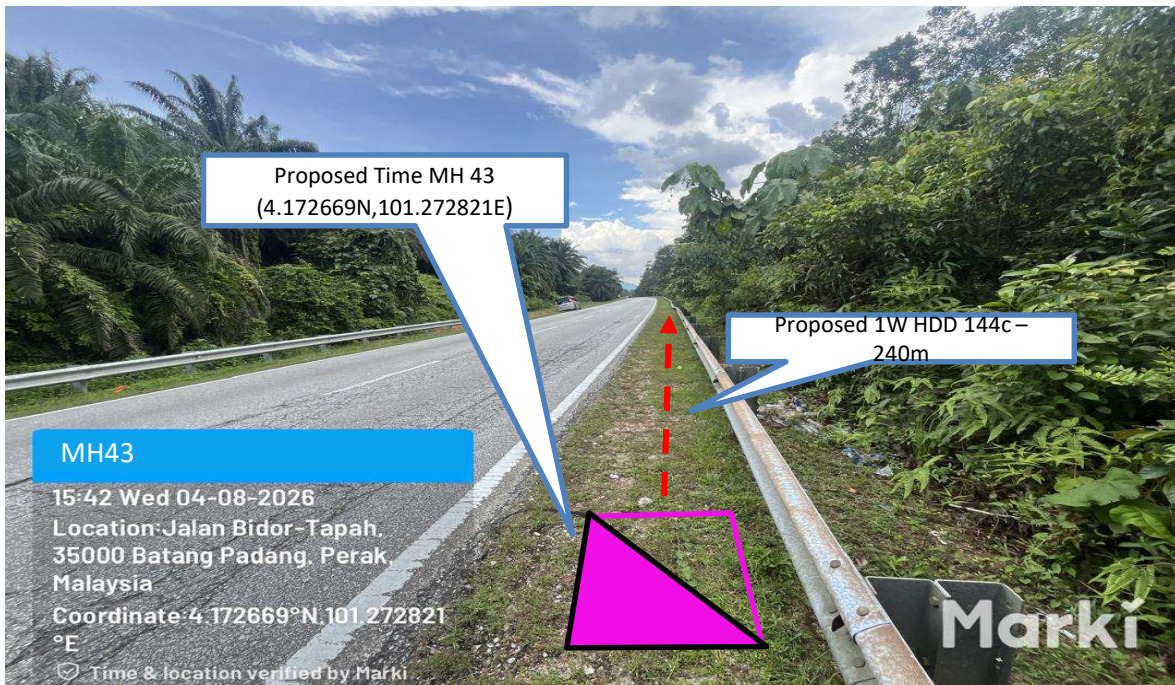 Proposed Time MH 43
(4.172669N,101.272821E)
Proposed 1W HDD 144c –
240m
MH43
15:42 Wed 04-08-2026
Location:Jalan Bidor-Tapah,
35000 Batang Padang, Perak,
Malaysia
Coordinate:4.172669°N,101.272821
°E
Time & location verified by Marki
Marki